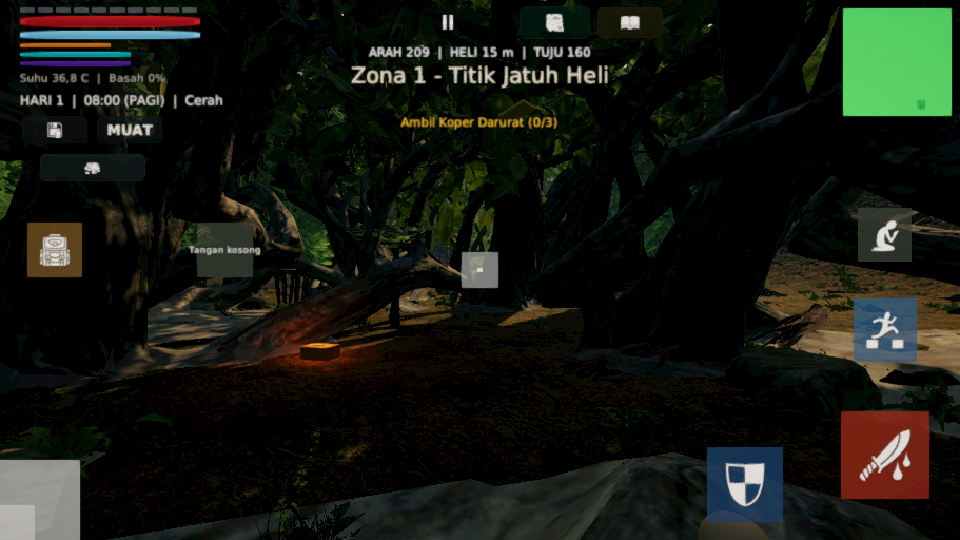 ARAH 209 | HELI 15 m | TUJU 160
Zona 1 - Titik Jatuh Heli
Ambil Koper Darurat (0/3)
Suhu 36,8 C | Basah 0%
HARI 1 | 08:00 (PAGI) | Cerah
MUAT
Tangan kosong